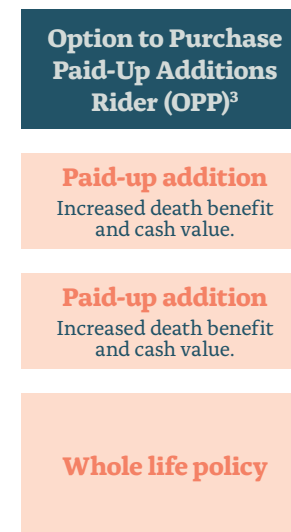 Option to Purchase
Paid-Up Additions
Rider (OPP)³
Paid-up addition
Increased death benefit
and cash value.
Paid-up addition
Increased death benefit
and cash value.
Whole life policy